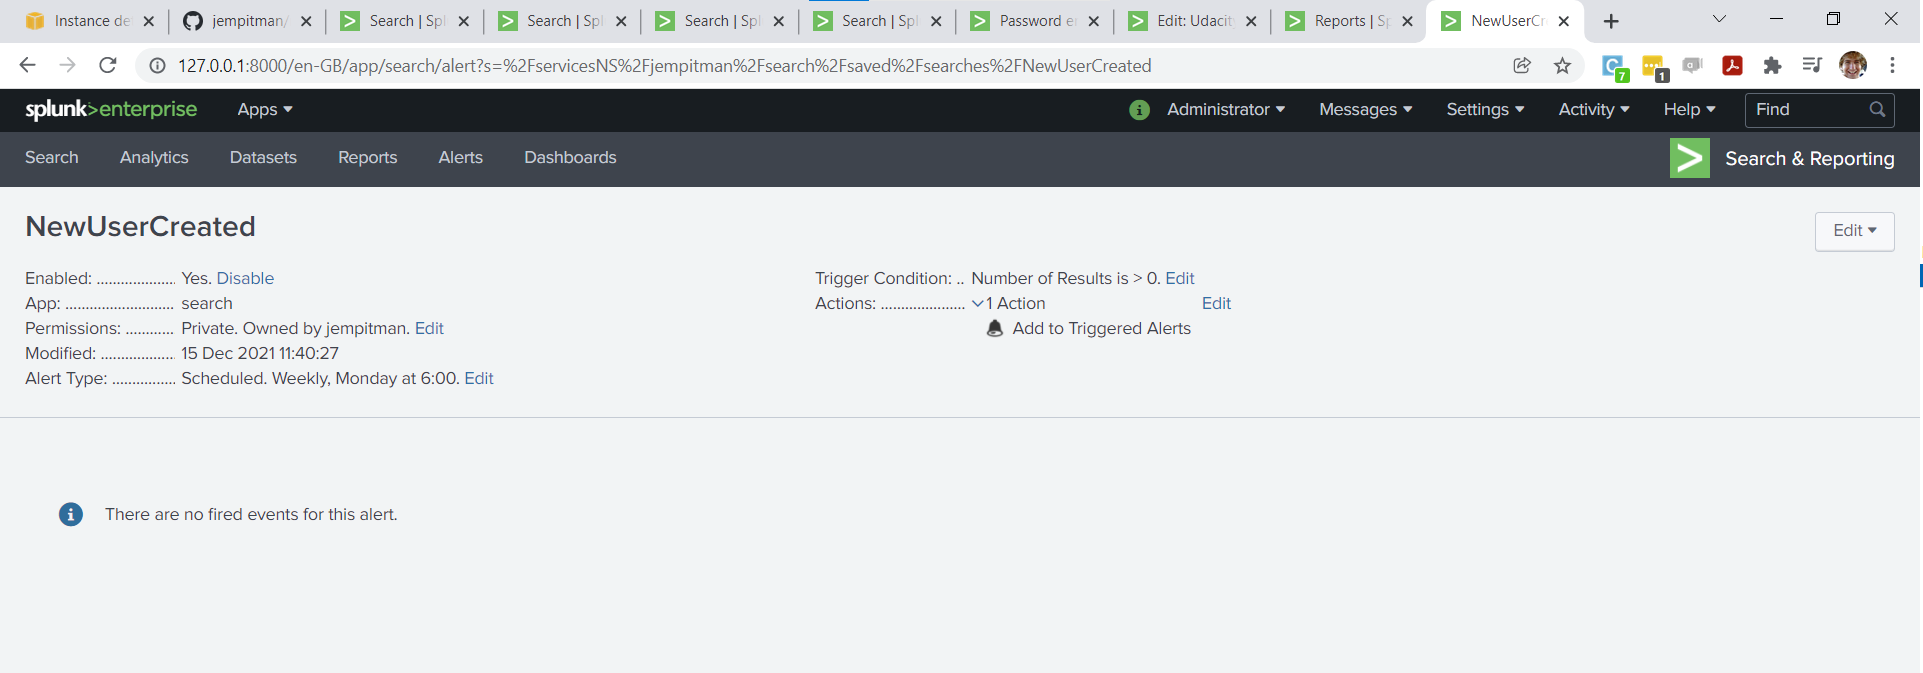 Instance de
jempitman/
Search | Spl
Search | Spl
Search | Spl
Search | Spl
Password e
Edit: Udacit
Reports | Sp
NewUserCr
127.0.0.1:8000/en-GB/app/search/alert?s=%2FservicesNS%2Fjempitman%2Fsearch%2Fsaved%2Fsearches%2FNewUserCreated
7
1
splunk>enterprise Apps
Administrator Messages Settings Activity Help Find
Search Analytics Datasets Reports Alerts Dashboards
Search & Reporting
NewUserCreated
Edit
Enabled: ................... Yes. Disable
App: .......................... search
Permissions: ............ Private. Owned by jempitman. Edit
Modified: .................. 15 Dec 2021 11:40:27
Alert Type: ................ Scheduled. Weekly, Monday at 6:00. Edit
Trigger Condition: .. Number of Results is > 0. Edit
Actions: ..................... 1 Action Edit
Add to Triggered Alerts
There are no fired events for this alert.